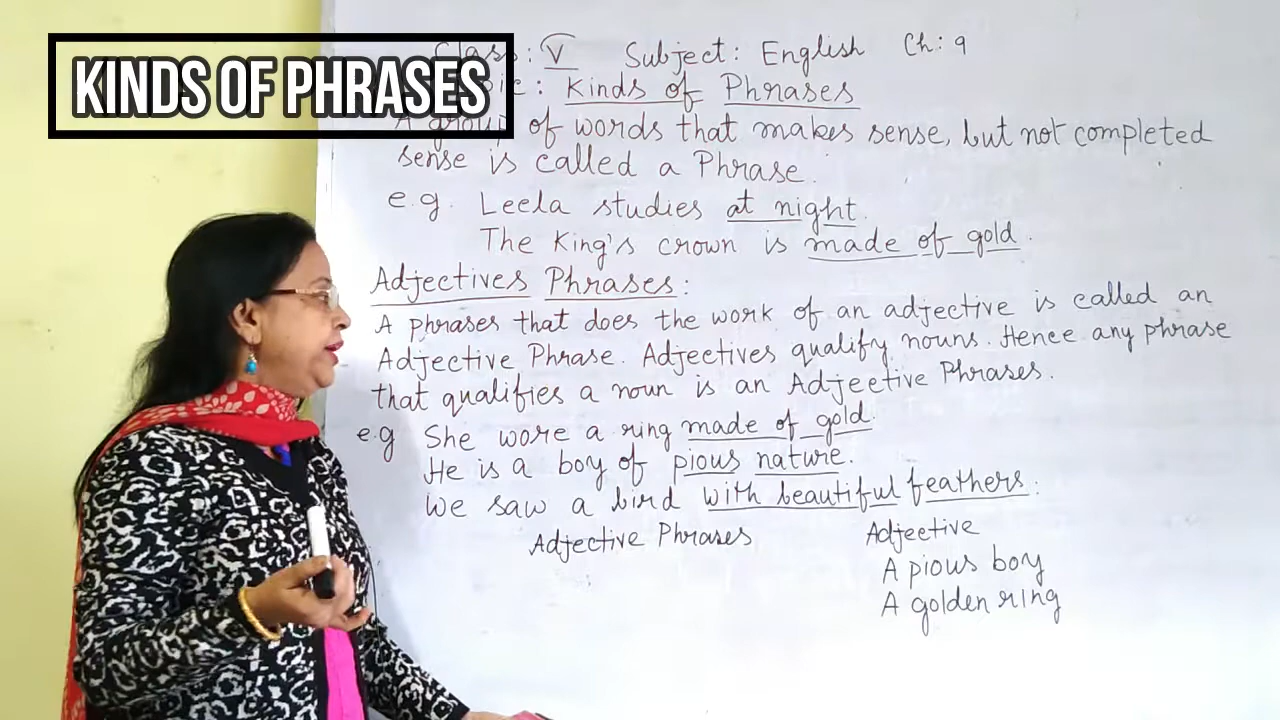 KINDS OF PHRASES
Class: V Subject: English Ch: 9
: Kinds of Phrases
A group of words that makes sense, but not completed
sense is called a Phrase.
e.g. Leela studies at night.
The King's crown is made of gold.
Adjectives Phrases:
A phrases that does the work of an adjective is called an
Adjective Phrase. Adjectives qualify nouns. Hence any phrase
that qualifies a noun is an Adjective Phrases.
e.g She wore a ring made of gold.
He is a boy of pious nature.
We saw a bird with beautiful feathers.
Adjective Phrases Adjective
A pious boy
A golden ring